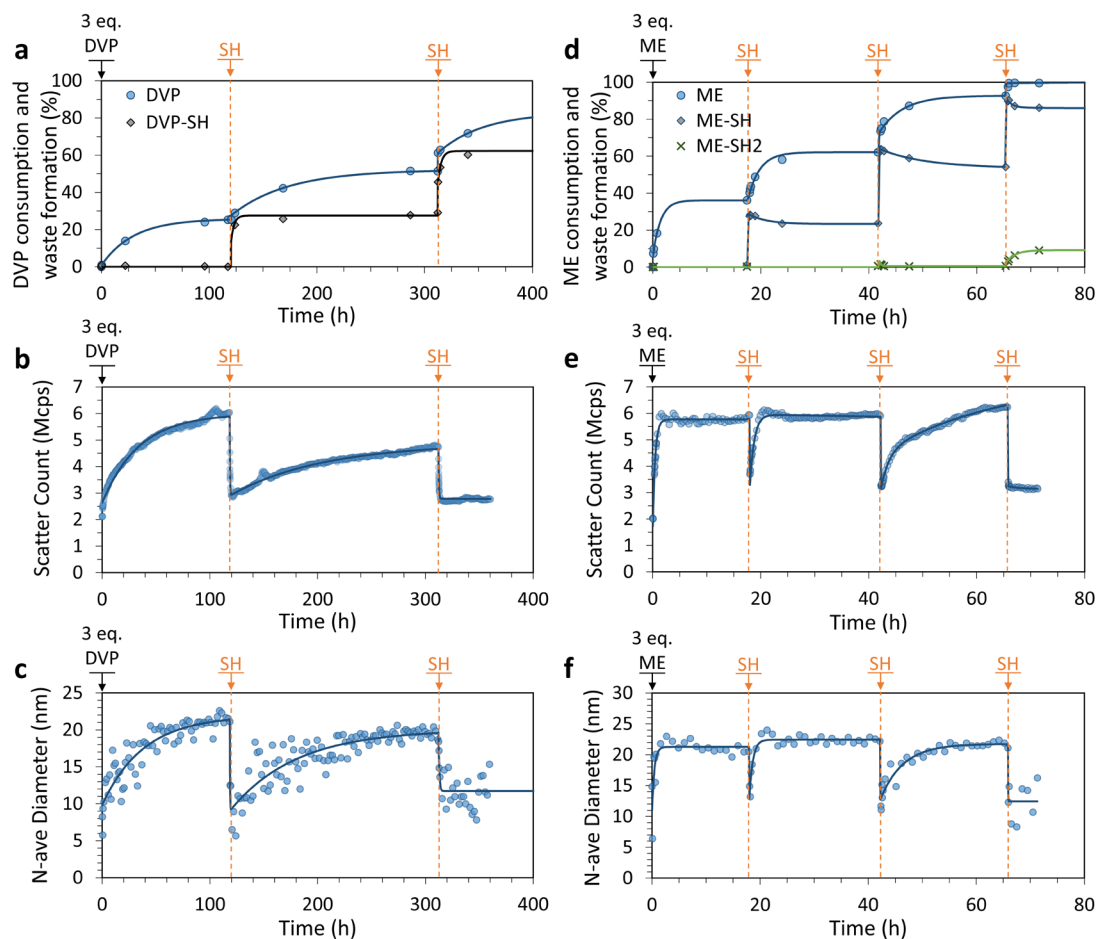 3 eq.
a DVP SH SH
DVP consumption and
waste formation (%)
100
80
60
40
20
0
DVP
DVP-SH
0 100 200 300 400
Time (h)
3 eq.
d ME SH SH SH
ME consumption and
waste formation (%)
100
80
60
40
20
0
ME
ME-SH
ME-SH2
0 20 40 60 80
Time (h)
3 eq.
b DVP SH SH
Scatter Count (Mcps)
7
6
5
4
3
2
1
0
0 100 200 300 400
Time (h)
3 eq.
e ME SH SH SH
Scatter Count (Mcps)
7
6
5
4
3
2
1
0
0 20 40 60 80
Time (h)
3 eq.
c DVP SH SH
N-ave Diameter (nm)
25
20
15
10
5
0
0 100 200 300 400
Time (h)
3 eq.
f ME SH SH SH
N-ave Diameter (nm)
30
25
20
15
10
5
0
0 20 40 60 80
Time (h)